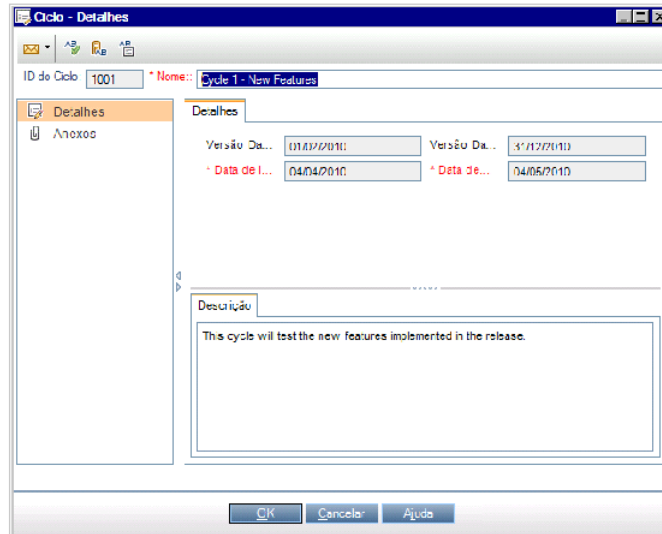 Ciclo - Detalhes
ID do Ciclo: 1001 * Nome:: Cycle 1 - New Features
Detalhes
Anexos
Detalhes
Versão Da... 01/02/2010 Versão Da... 31/12/2010
* Data de I... 04/04/2010 * Data de... 04/05/2010
Descrição
This cycle will test the new features implemented in the release.
OK Cancelar Ajuda